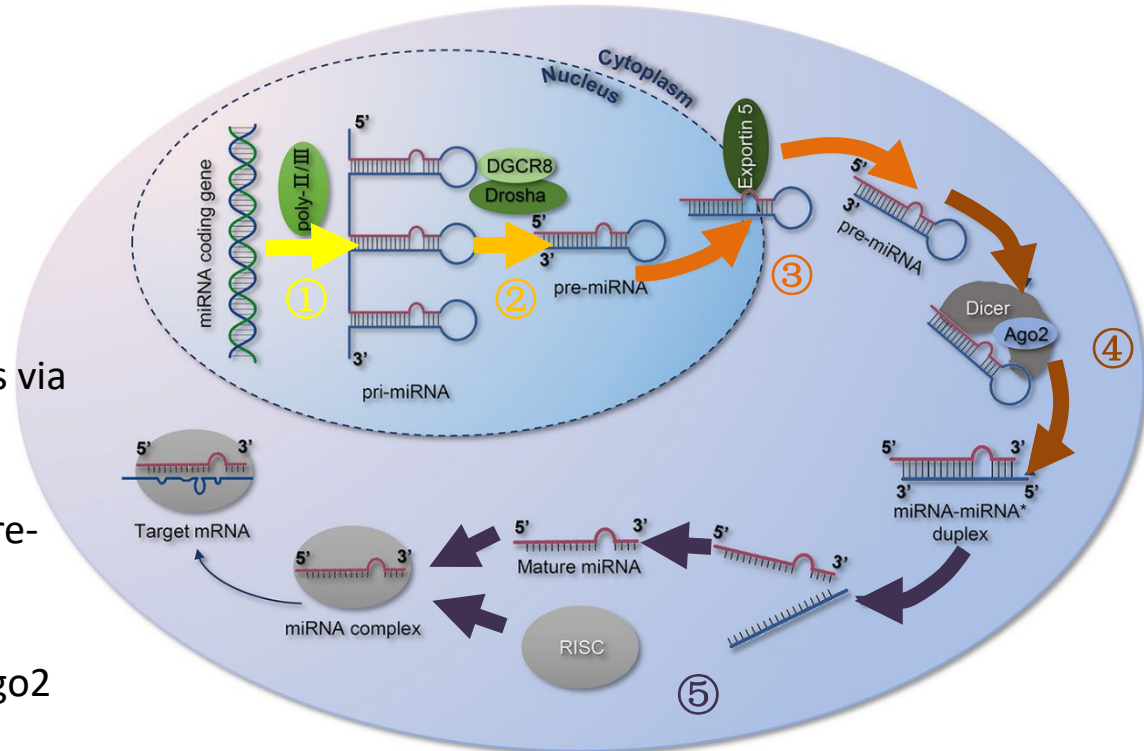 Cytoplasm
Nucleus
miRNA coding gene
poly-II/III
5’
3’
pri-miRNA
①
DGCR8
Drosha
②
5’
3’
pre-miRNA
Exportin 5
③
5’
3’
pre-miRNA
Dicer
Ago2
④
5’ 3’
3’ 5’
miRNA-miRNA*
duplex
5’
3’
5’ 3’
Mature miRNA
RISC
⑤
5’ 3’
miRNA complex
5’ 3’
Target mRNA
s via
re-
go2